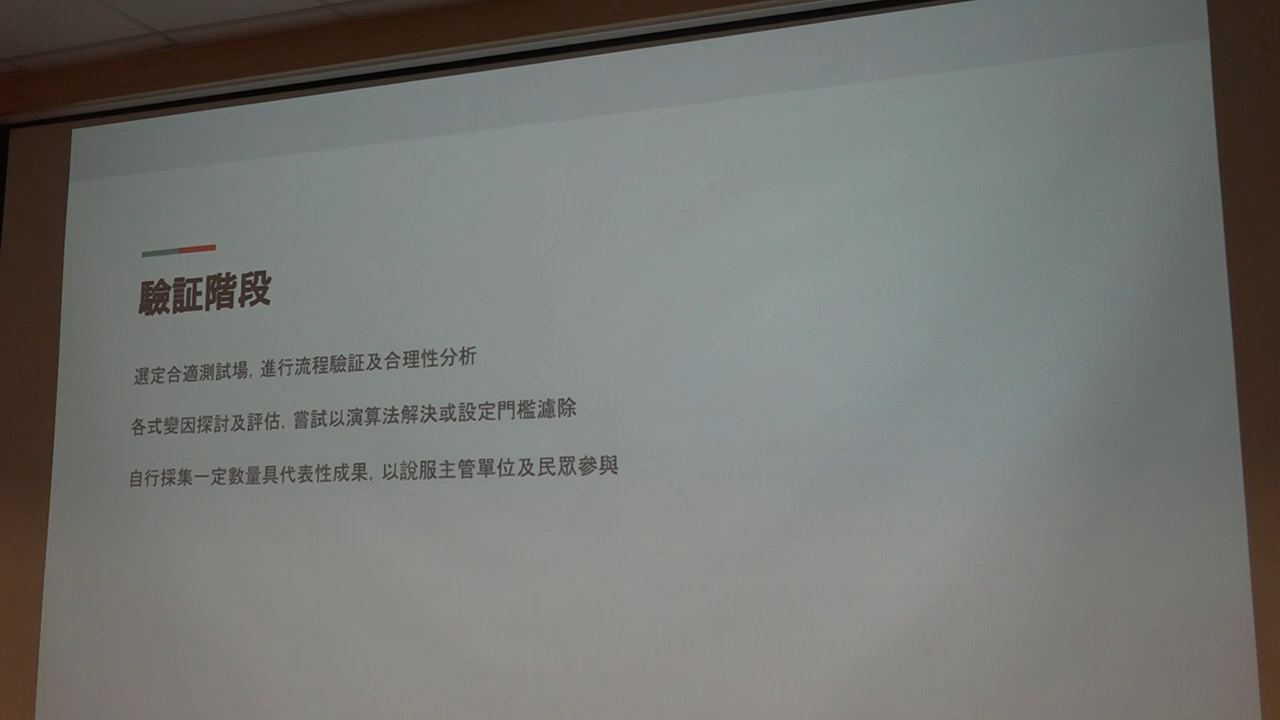 驗証階段
選定合適測試場, 進行流程驗証及合理性分析
各式變因探討及評估, 嘗試以演算法解決或設定門檻濾除
自行採集一定數量具代表性成果, 以說服主管單位及民眾參與